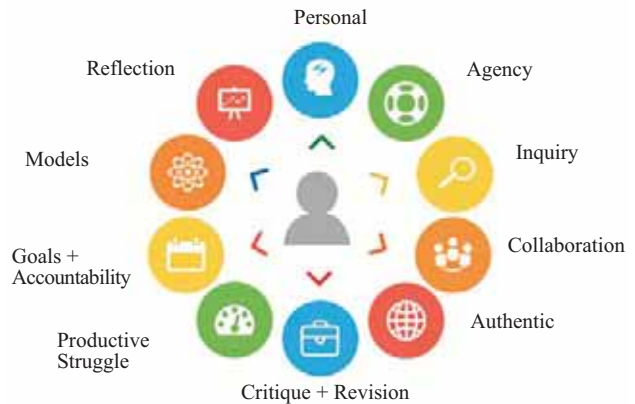 Personal
Agency
Inquiry
Collaboration
Authentic
Critique + Revision
Productive
Struggle
Goals +
Accountability
Models
Reflection